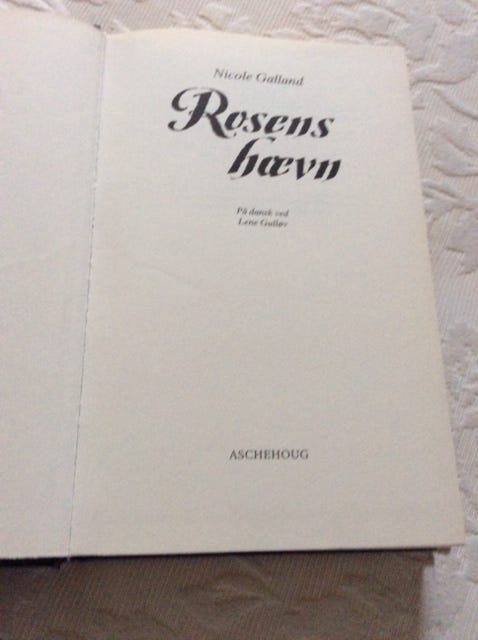 Nicole Galland
Rosens
hævn
På dansk ved
Lene Gulløv
ASCHEHOUG